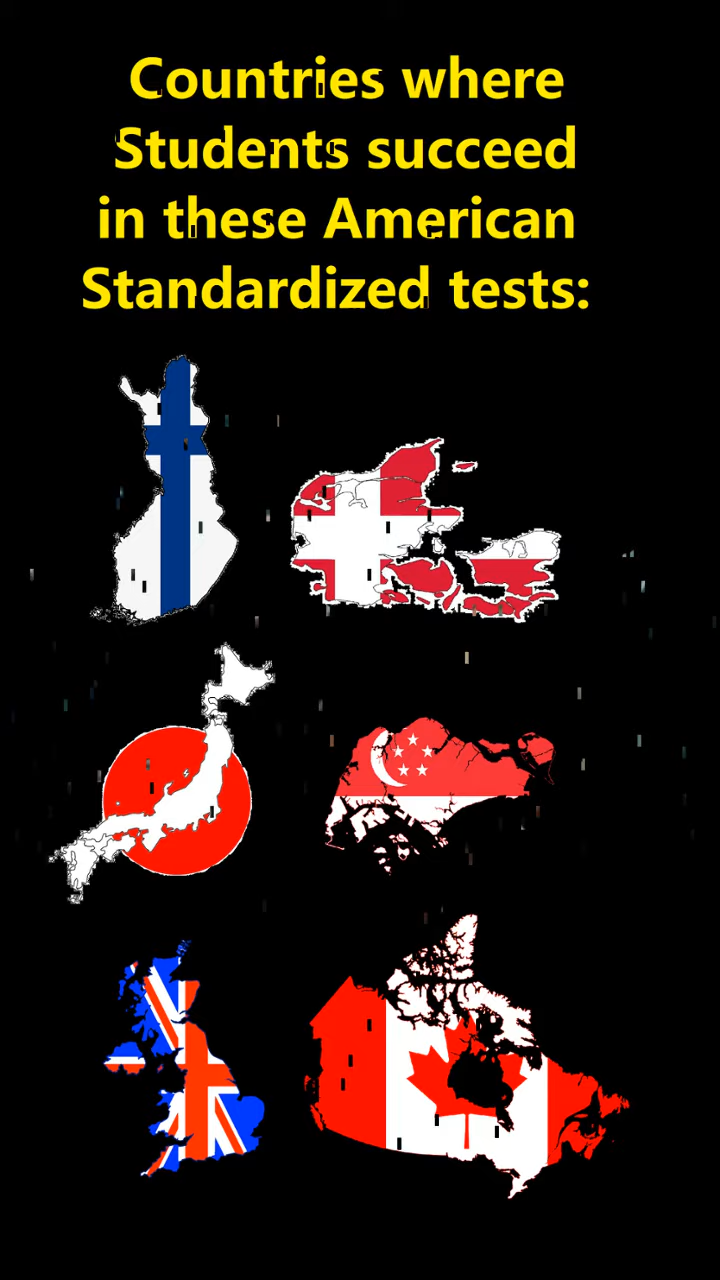 Countries where
Students succeed
in these American
Standardized tests: